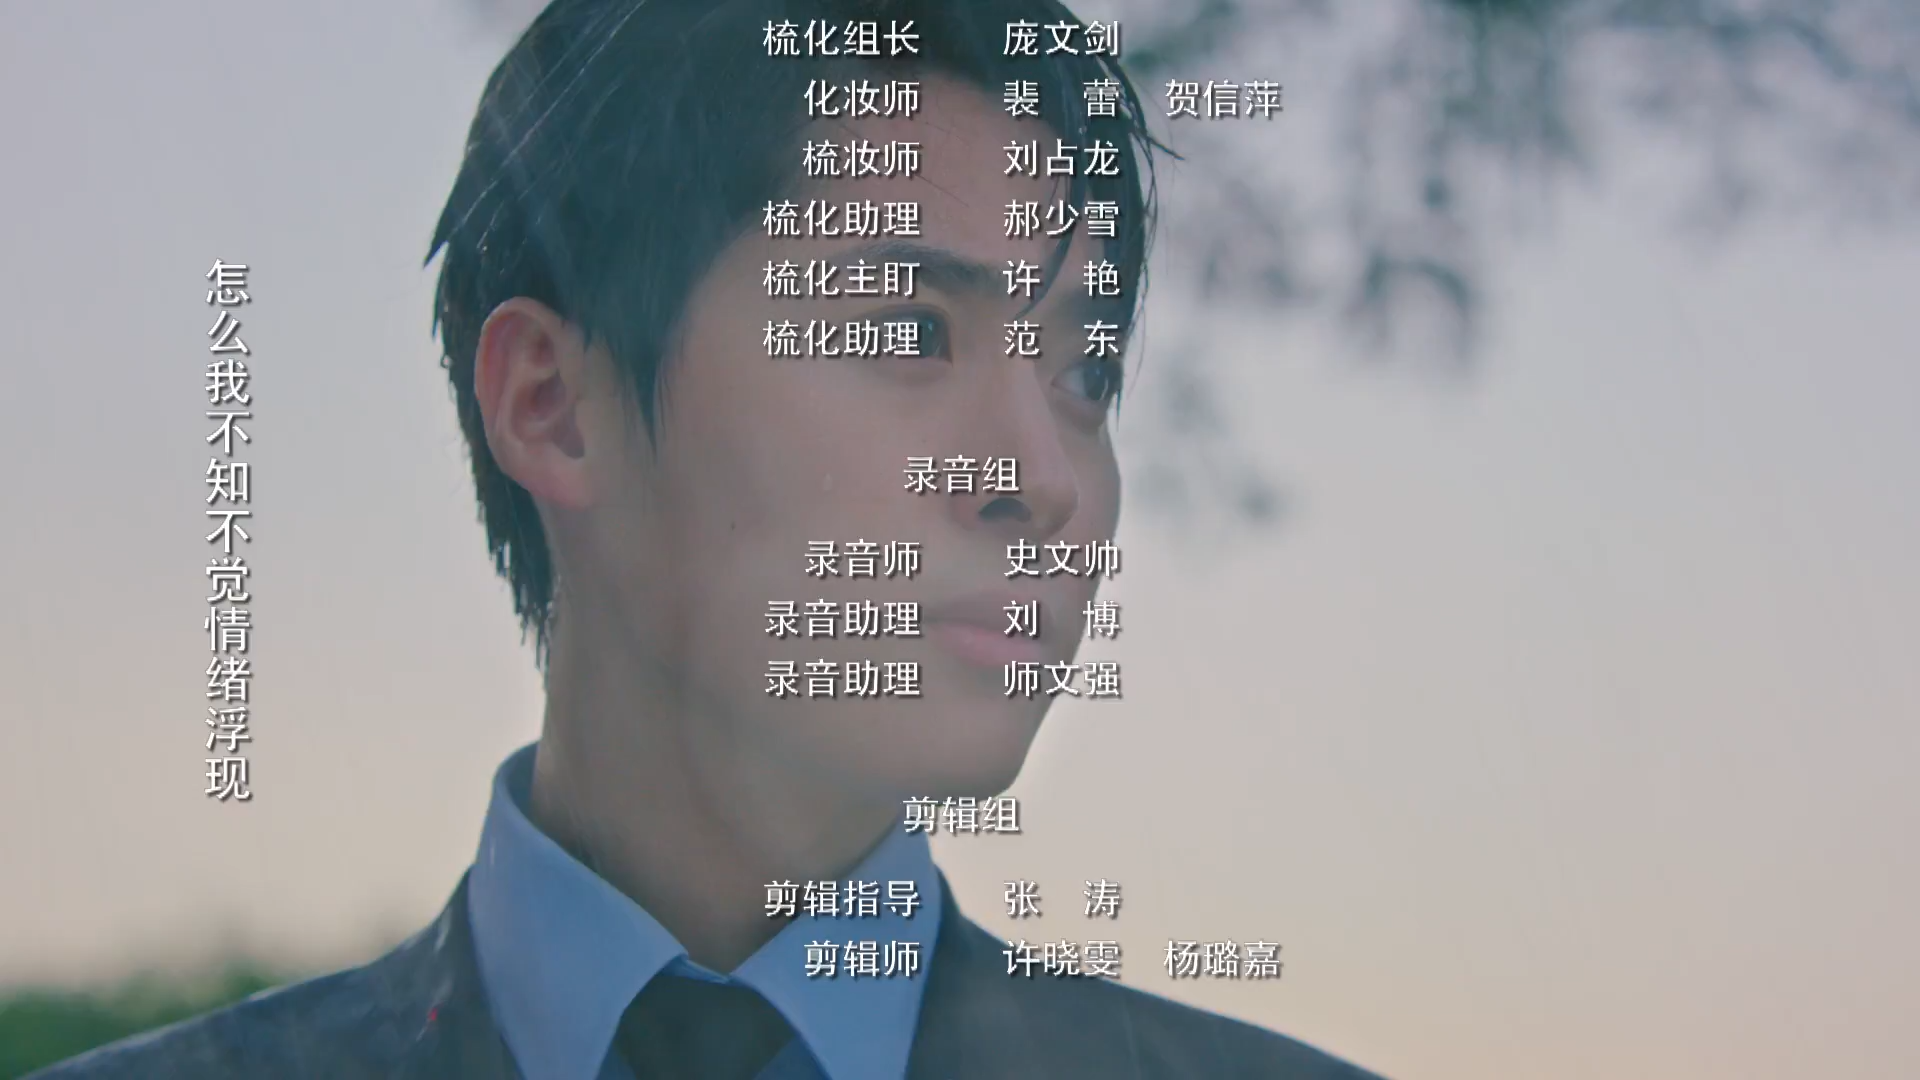 梳化组长 庞文剑
化妆师 裴 蕾 贺信萍
梳妆师 刘占龙
梳化助理 郝少雪
梳化主盯 许 艳
梳化助理 范 东
录音组
录音师 史文帅
录音助理 刘 博
录音助理 师文强
剪辑组
剪辑指导 张 涛
剪辑师 许晓雯 杨璐嘉
怎么我不知不觉情绪浮现